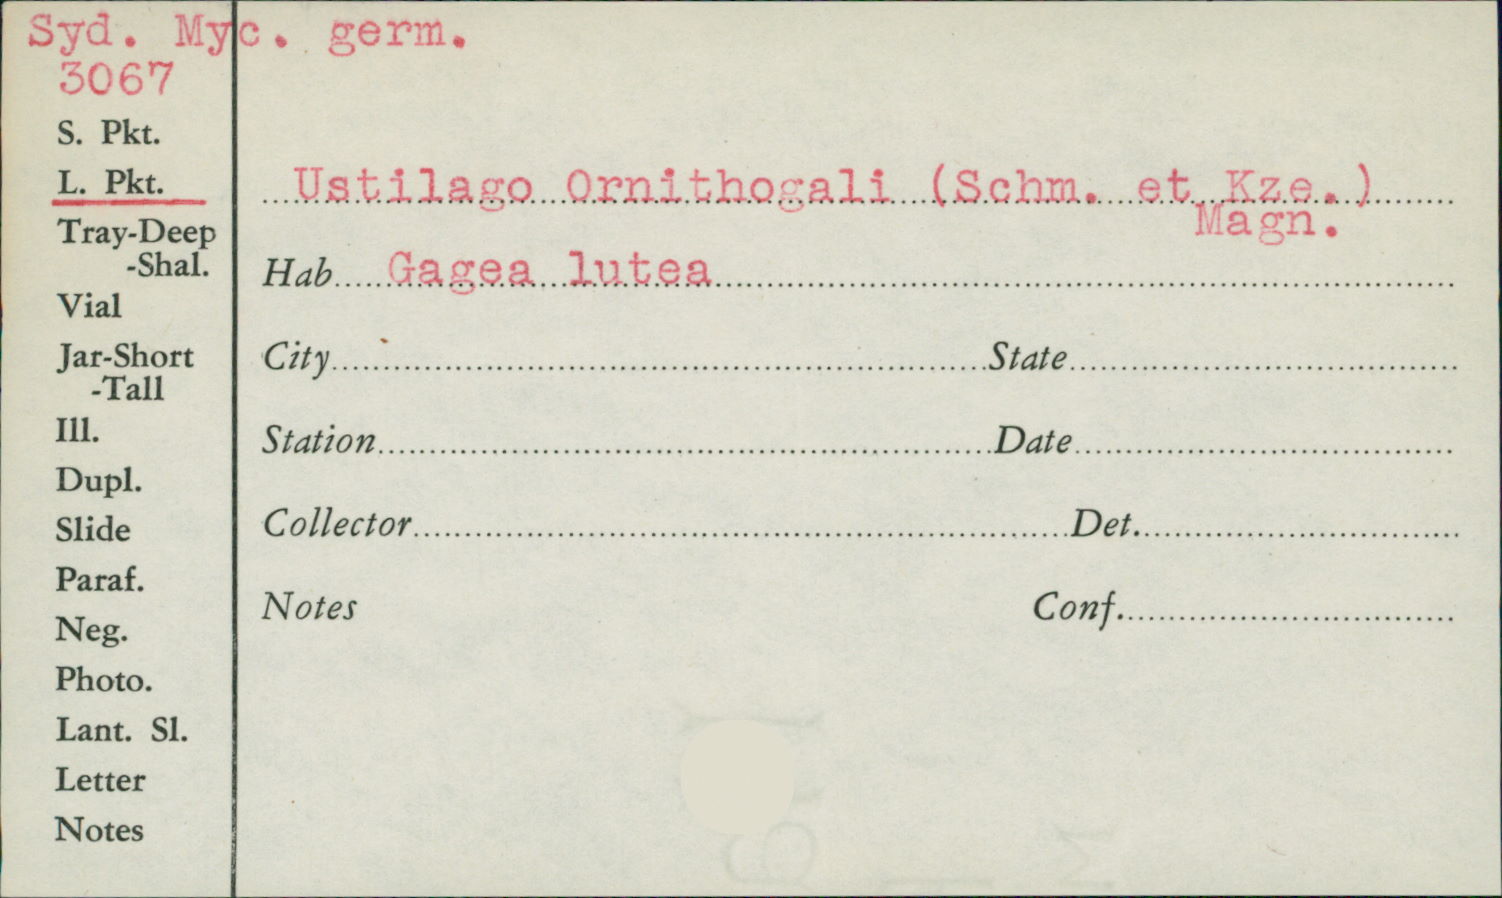 Syd. Myc. germ.
3067
S. Pkt.
L. Pkt.
Tray-Deep
-Shal.
Vial
Jar-Short
-Tall
Ill.
Dupl.
Slide
Paraf.
Neg.
Photo.
Lant. Sl.
Letter
Notes
Ustilago Ornithogali (Schm. et Kze.)
Magn.
Hab Gagea lutea
City State
Station Date
Collector Det.
Notes Conf.